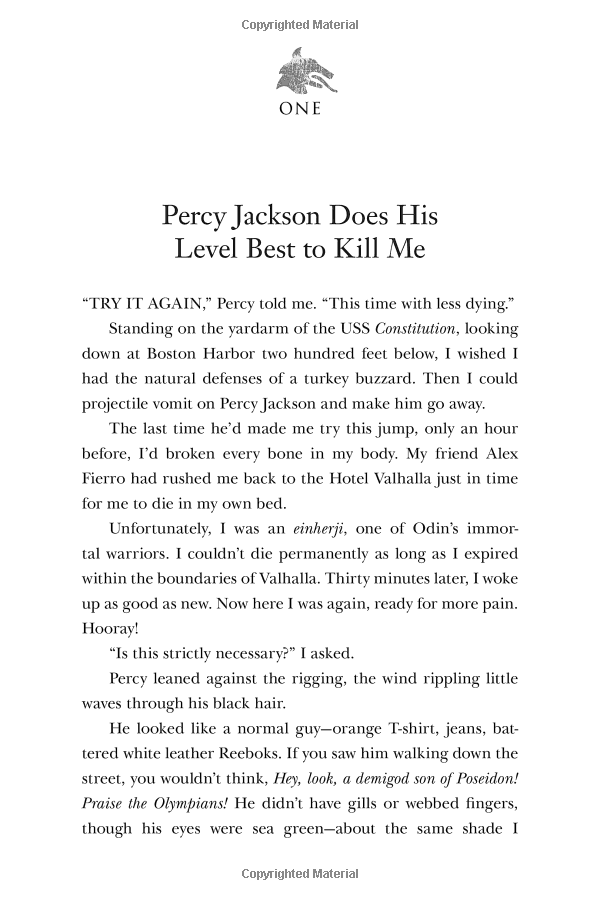 Copyrighted Material
ONE
Percy Jackson Does His
Level Best to Kill Me
“TRY IT AGAIN,” Percy told me. “This time with less dying.”
Standing on the yardarm of the USS Constitution, looking
down at Boston Harbor two hundred feet below, I wished I
had the natural defenses of a turkey buzzard. Then I could
projectile vomit on Percy Jackson and make him go away.
The last time he’d made me try this jump, only an hour
before, I’d broken every bone in my body. My friend Alex
Fierro had rushed me back to the Hotel Valhalla just in time
for me to die in my own bed.
Unfortunately, I was an einherji, one of Odin’s immor-
tal warriors. I couldn’t die permanently as long as I expired
within the boundaries of Valhalla. Thirty minutes later, I woke
up as good as new. Now here I was again, ready for more pain.
Hooray!
“Is this strictly necessary?” I asked.
Percy leaned against the rigging, the wind rippling little
waves through his black hair.
He looked like a normal guy—orange T-shirt, jeans, bat-
tered white leather Reeboks. If you saw him walking down the
street, you wouldn’t think, Hey, look, a demigod son of Poseidon!
Praise the Olympians! He didn’t have gills or webbed fingers,
though his eyes were sea green—about the same shade I
Copyrighted Material